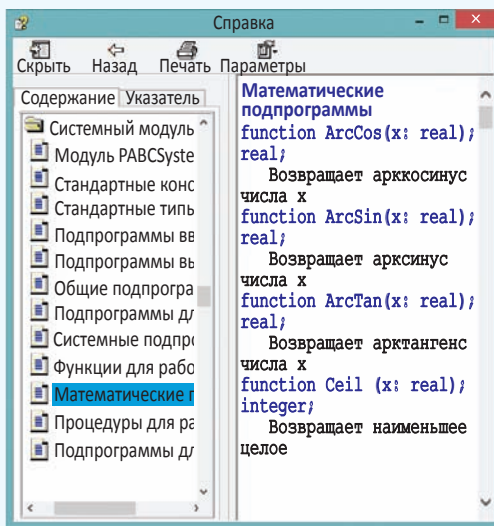 Справка
Скрыть Назад Печать Параметры
Содержание Указатель
Системный модуль
Модуль PABCSyste
Стандартные конс
Стандартные типы
Подпрограммы вв
Подпрограммы вы
Общие подпрогра
Подпрограммы дл
Системные подпро
Функции для рабо
Математические п
Процедуры для ра
Подпрограммы дл
Математические
подпрограммы
function ArcCos(x: real);
real;
Возвращает арккосинус
числа x
function ArcSin(x: real);
real;
Возвращает арксинус
числа x
function ArcTan(x: real);
real;
Возвращает арктангенс
числа x
function Ceil (x: real);
integer;
Возвращает наименьшее
целое